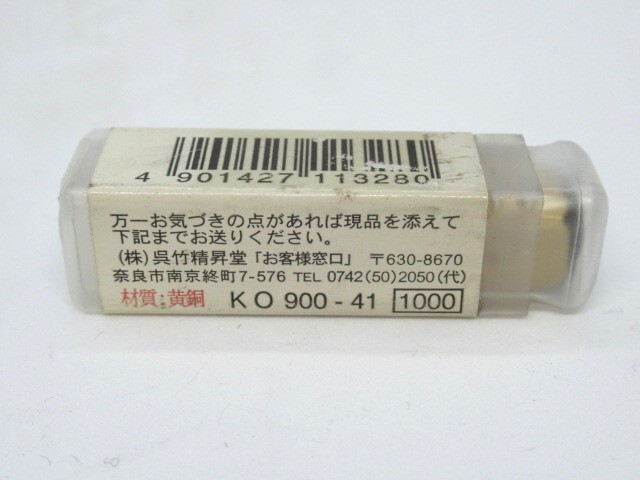 4 901427 113280
万一お気づきの点があれば現品を添えて
下記までお送りください。
(株)呉竹精昇堂「お客様窓口」 〒630-8670
奈良市南京終町7-576 TEL 0742(50)2050(代)
材質:黄銅 KO 900-41 1000